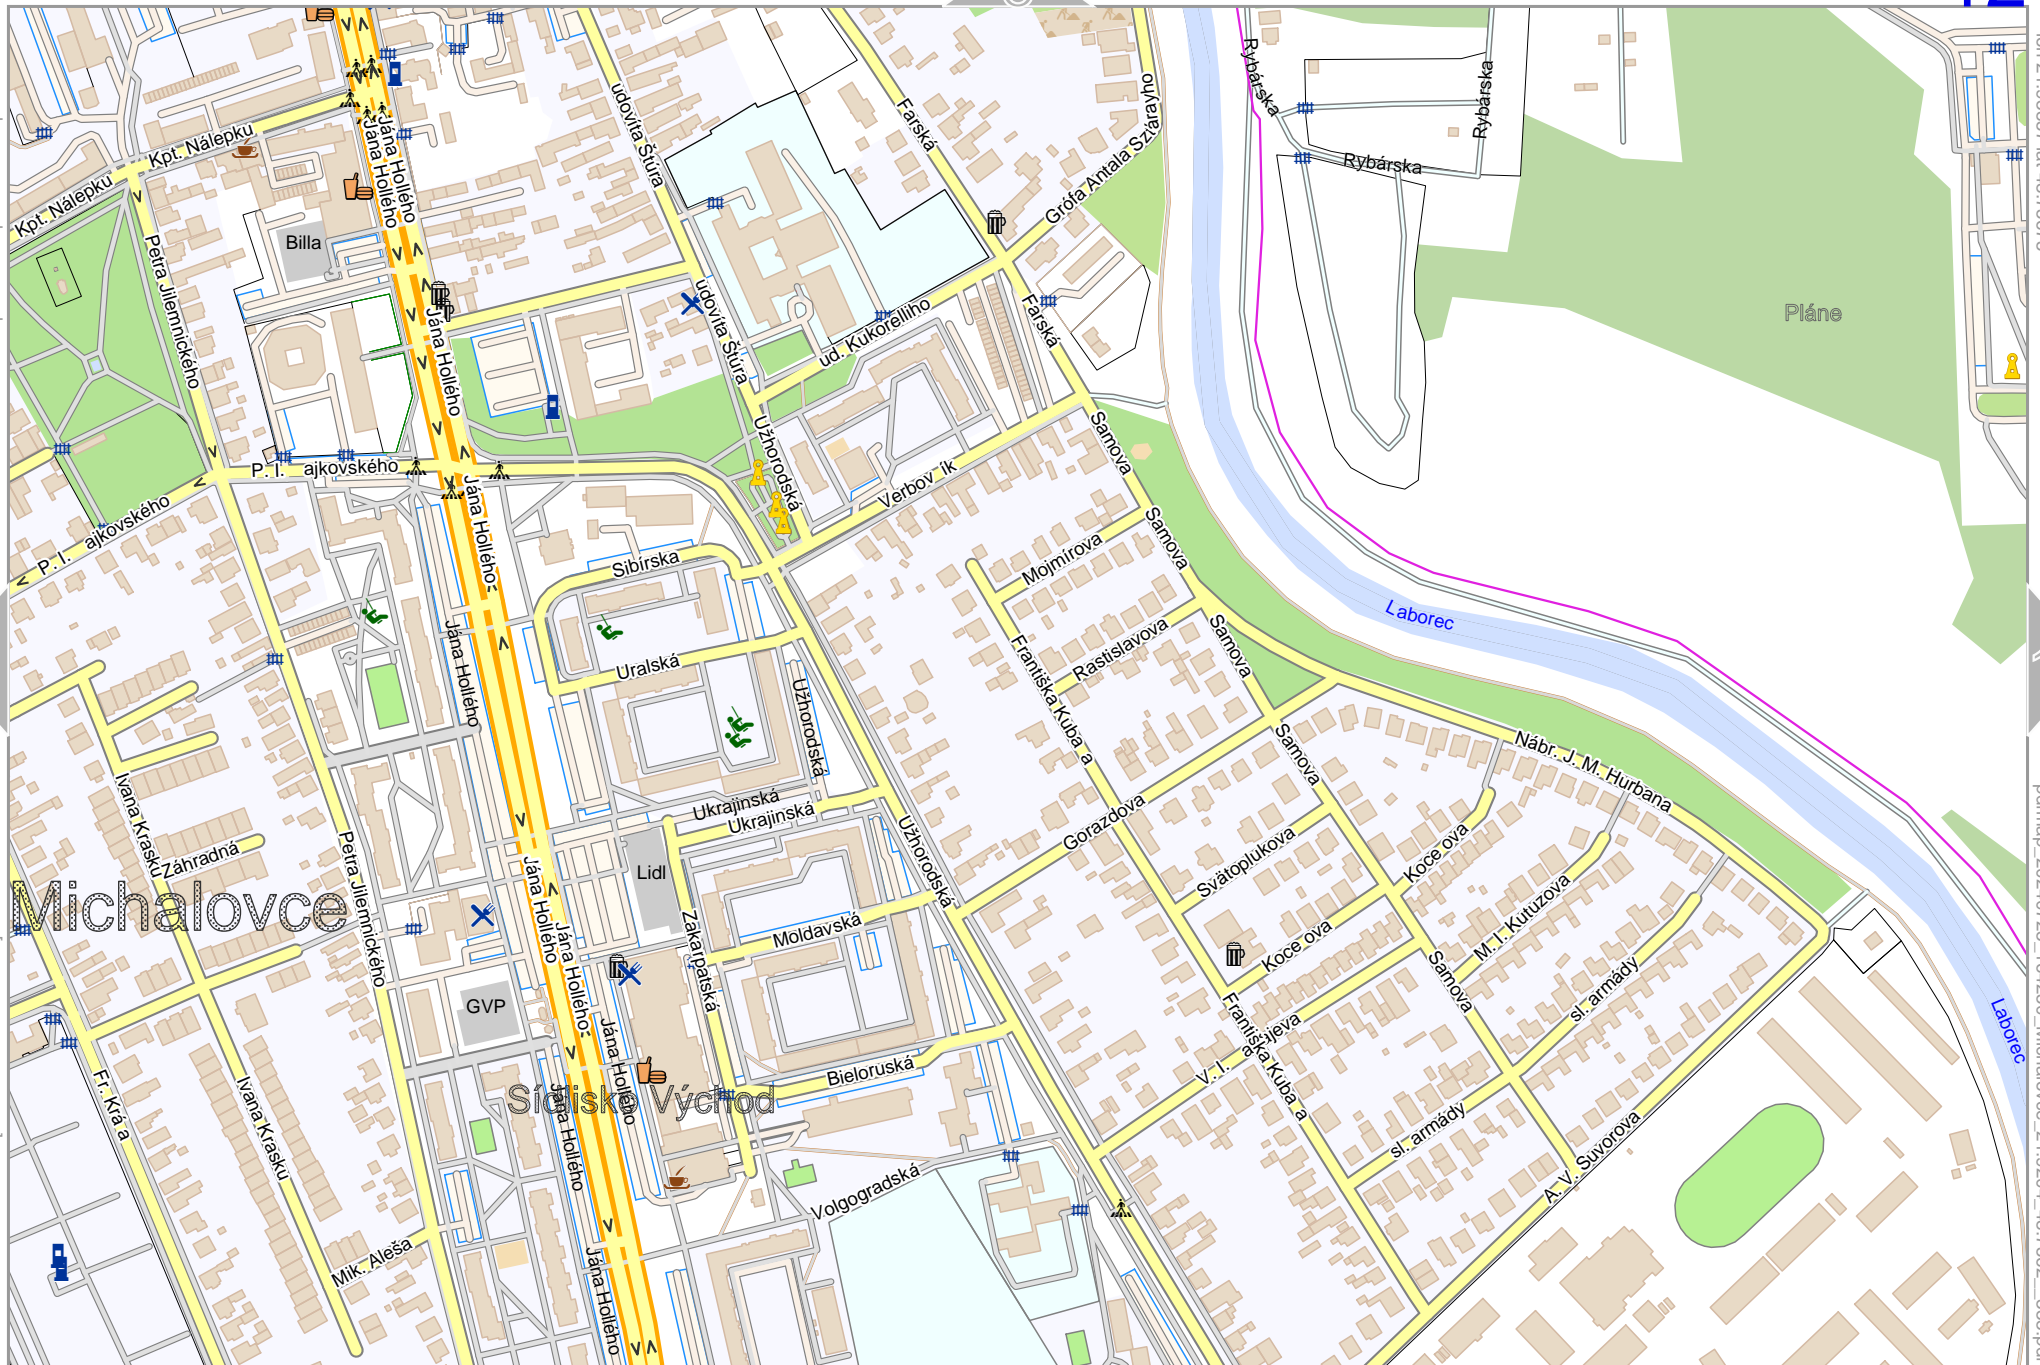 Kpt. Nálepku
Kpt. Nálepku
Jána Hollého
Jána Hollého
Petra Jilemnického
Billa
Jána Hollého
udovíta Štúra
udovíta Štúra
Farská
Farská
Grófa Antala Sztárayho
Rybárska
Rybárska
Rybárska
Pláne
ud. Kukorelliho
P. I. ajkovského
P. I. ajkovského
Užhorodská
Verbov ík
Samova
Samova
Jána Hollého
Sibírska
Mojmírova
Laborec
Rastislavova
Samova
Františka Kuba a
Jána Hollého
Uralská
Užhorodská
Samova
Nábr. J. M. Hurbana
Ivana Krasku
Záhradná
Petra Jilemnického
Ukrajinská
Ukrajinská
Užhorodská
Gorazdova
Svätoplukova
Koce ova
Koce ova
M. I. Kutuzova
Lidl
Michalovce
Jána Hollého
Jána Hollého
Zakarpatská
Moldavská
Samova
sl. armády
Laborec
GVP
Jána Hollého
Františka Kuba a
V. I. ajeva
Bieloruská
Sídlisko Východ
Fr. Krá a
Ivana Krasku
Jána Hollého
sl. armády
A. V. Suvorova
Volgogradská
Mik. Aleša
Jána Hollého